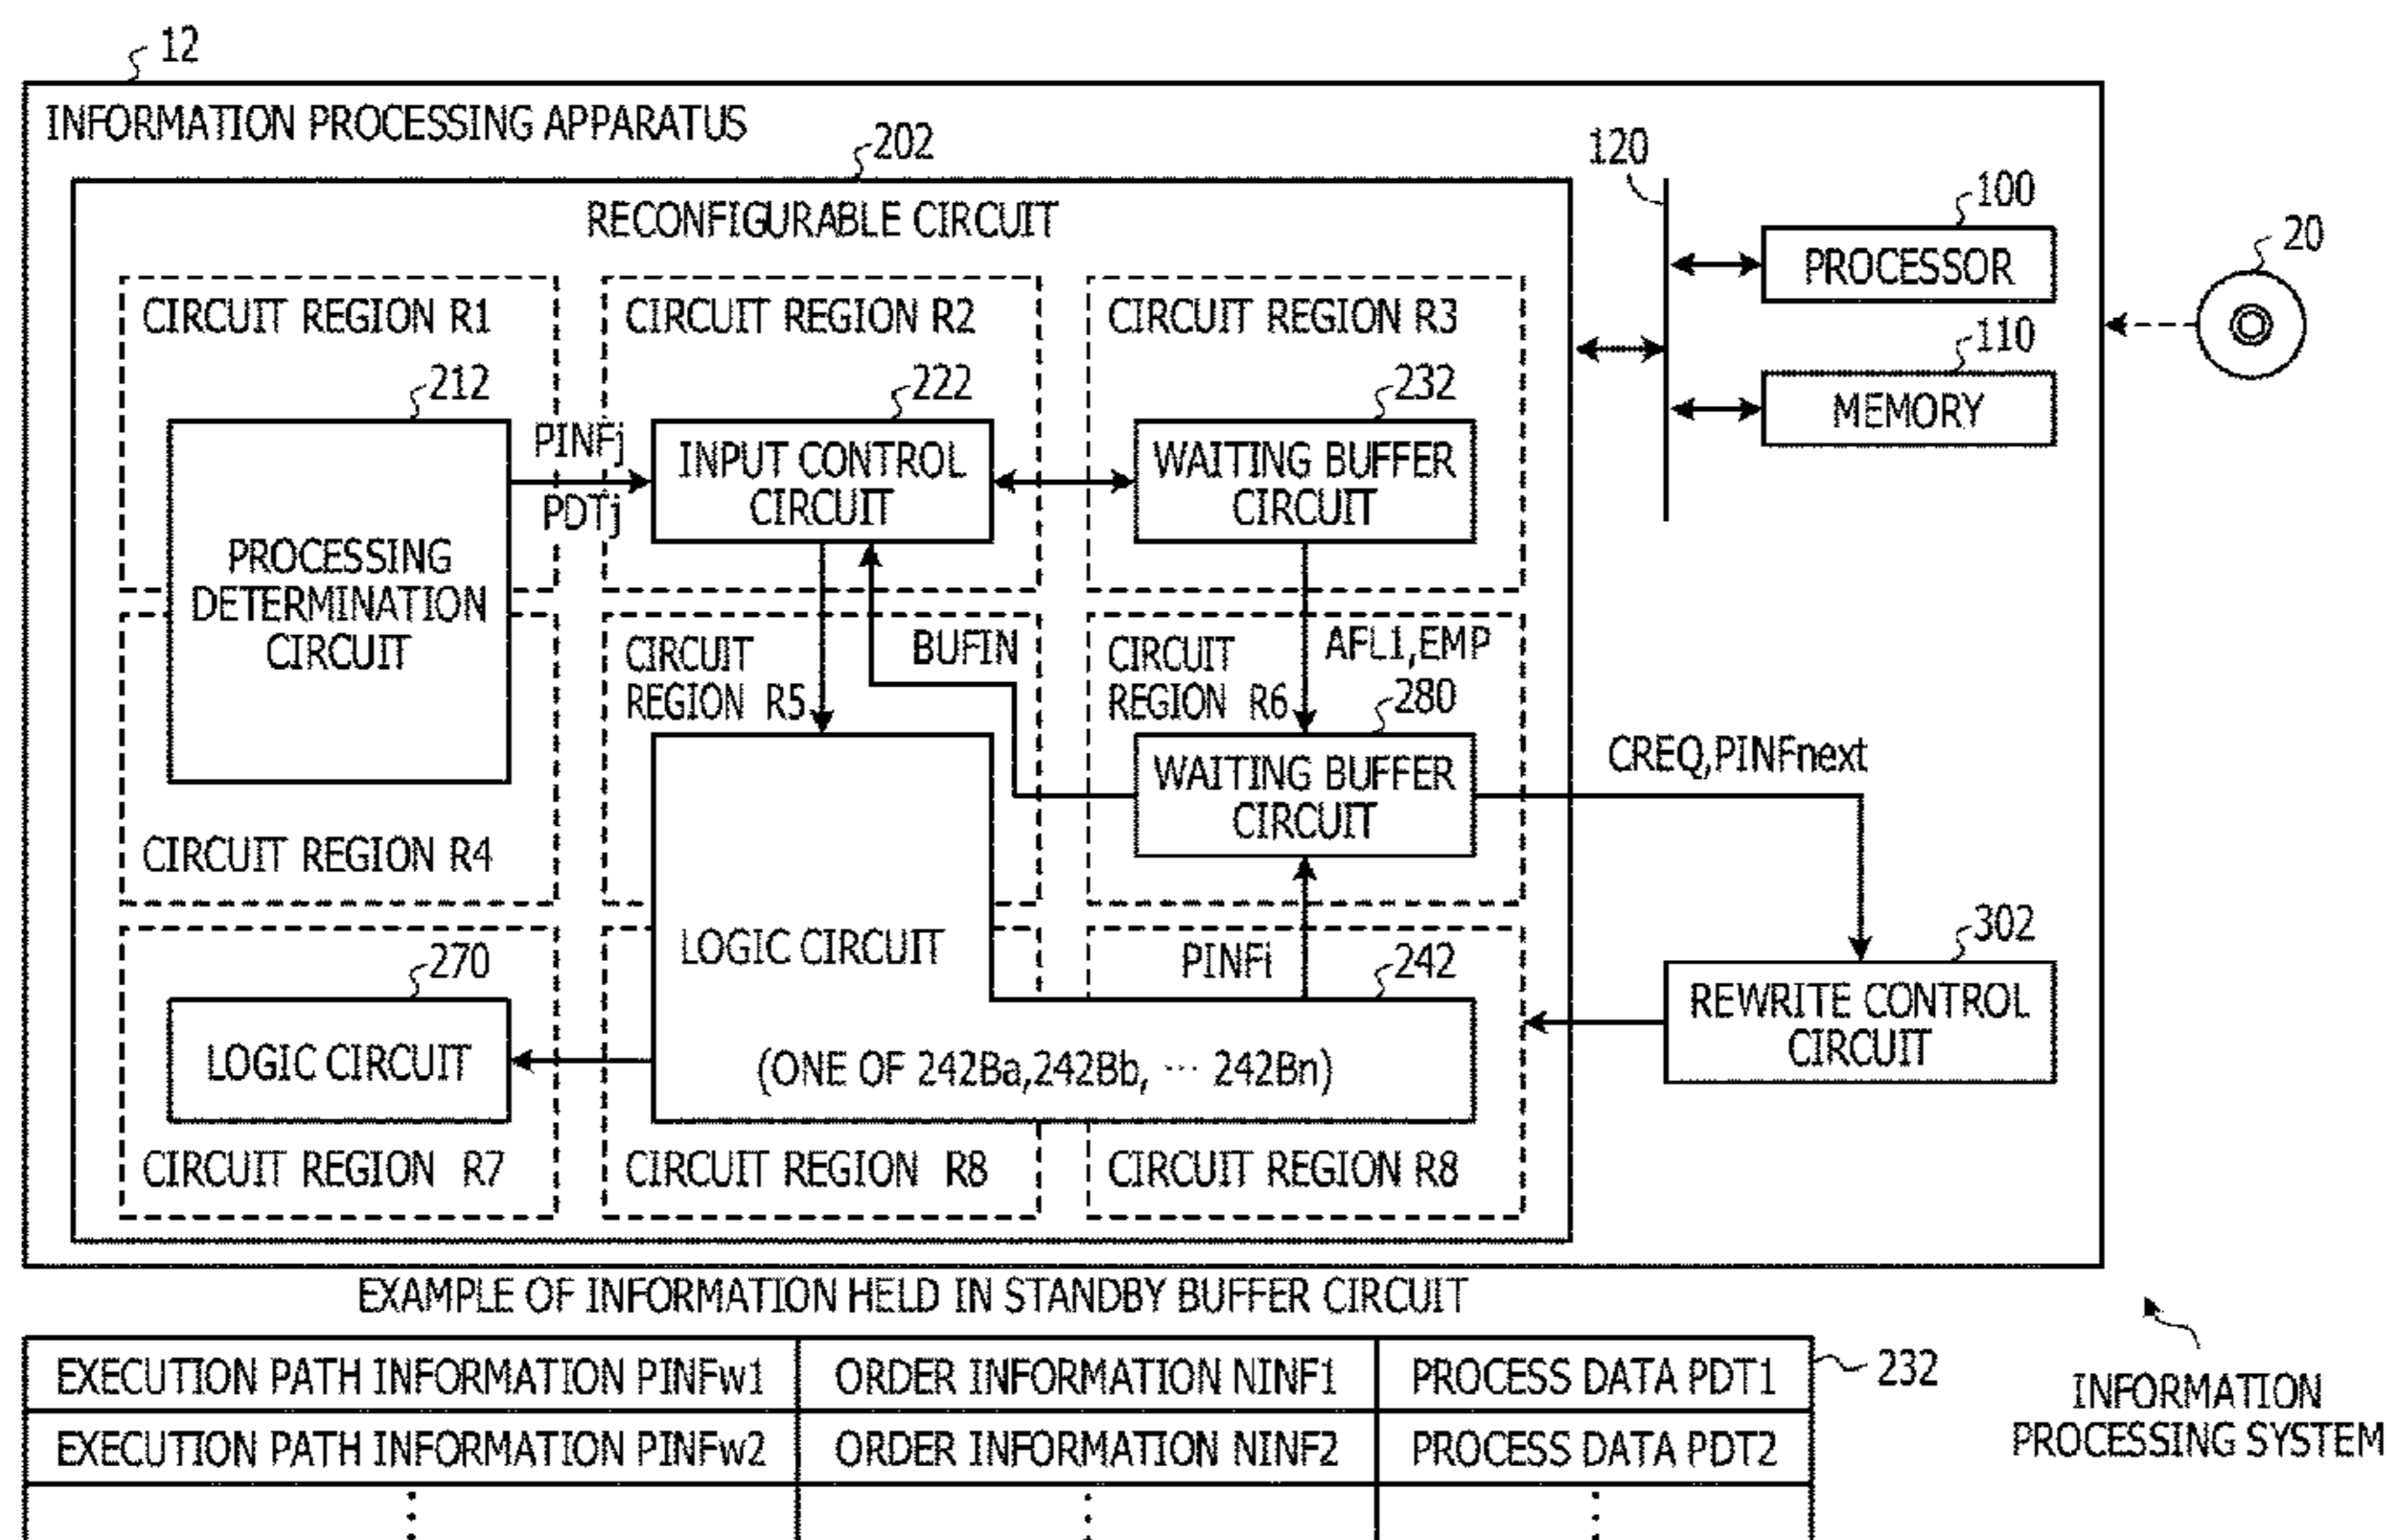 12
INFORMATION PROCESSING APPARATUS
202
RECONFIGURABLE CIRCUIT
120
100
PROCESSOR
20
110
MEMORY
CIRCUIT REGION R1
CIRCUIT REGION R2
CIRCUIT REGION R3
212
222
232
PINFj
PDTj
INPUT CONTROL
CIRCUIT
WAITING BUFFER
CIRCUIT
PROCESSING
DETERMINATION
CIRCUIT
CIRCUIT
REGION R5
BUFIN
CIRCUIT
REGION R6
AFL1,EMP
280
WAITING BUFFER
CIRCUIT
CREQ,PINFnext
CIRCUIT REGION R4
270
LOGIC CIRCUIT
LOGIC CIRCUIT
PINFi
242
(ONE OF 242Ba,242Bb, ··· 242Bn)
302
REWRITE CONTROL
CIRCUIT
CIRCUIT REGION R7
CIRCUIT REGION R8
CIRCUIT REGION R8
EXAMPLE OF INFORMATION HELD IN STANDBY BUFFER CIRCUIT
EXECUTION PATH INFORMATION PINFw1 ORDER INFORMATION NINF1 PROCESS DATA PDT1
232
EXECUTION PATH INFORMATION PINFw2 ORDER INFORMATION NINF2 PROCESS DATA PDT2
INFORMATION
PROCESSING SYSTEM